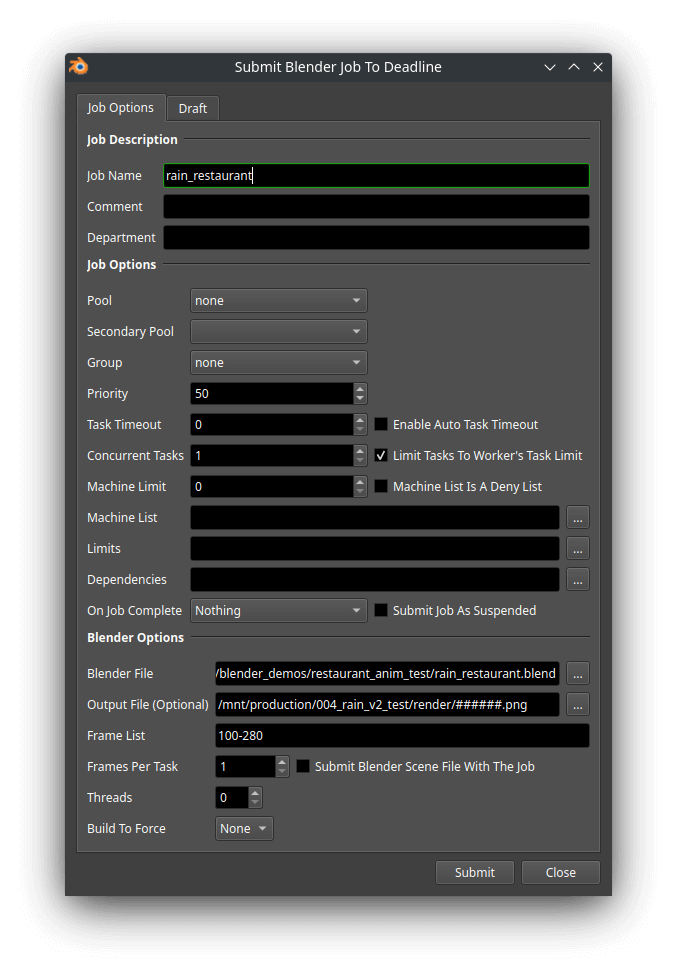 Submit Blender Job To Deadline
Job Options Draft
Job Description
Job Name rain_restaurant
Comment
Department
Job Options
Pool none
Secondary Pool
Group none
Priority 50
Task Timeout 0 Enable Auto Task Timeout
Concurrent Tasks 1 Limit Tasks To Worker's Task Limit
Machine Limit 0 Machine List Is A Deny List
Machine List ...
Limits ...
Dependencies ...
On Job Complete Nothing Submit Job As Suspended
Blender Options
Blender File /blender_demos/restaurant_anim_test/rain_restaurant.blend ...
Output File (Optional) /mnt/production/004_rain_v2_test/render/######.png ...
Frame List 100-280
Frames Per Task 1 Submit Blender Scene File With The Job
Threads 0
Build To Force None
Submit Close